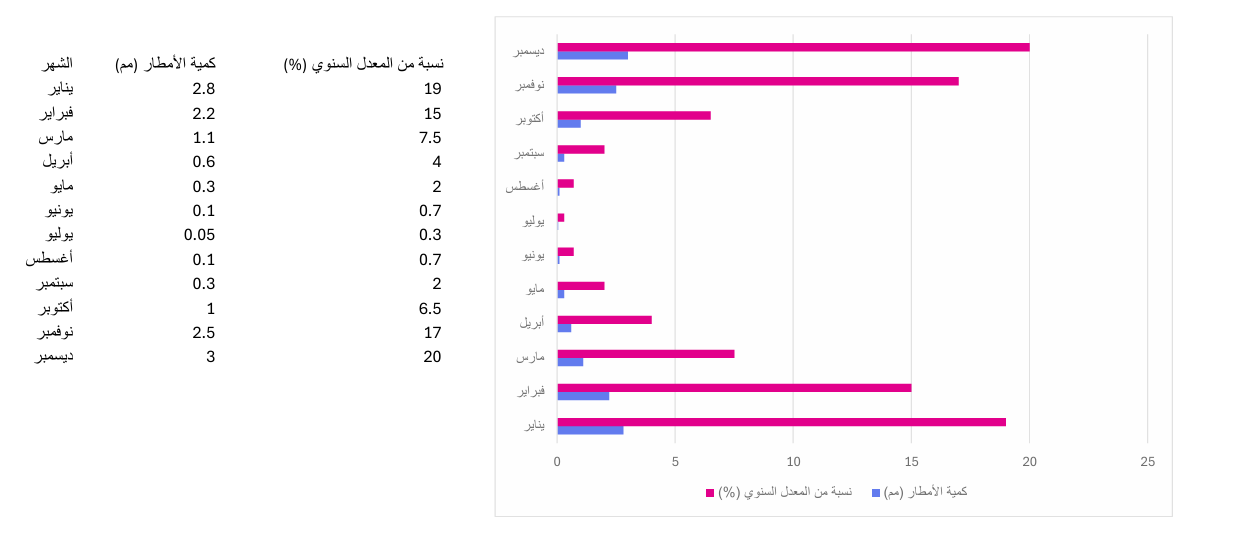 الشهر كمية الأمطار (مم) نسبة من المعدل السنوي (%)
يناير 2.8 19
فبراير 2.2 15
مارس 1.1 7.5
أبريل 0.6 4
مايو 0.3 2
يونيو 0.1 0.7
يوليو 0.05 0.3
أغسطس 0.1 0.7
سبتمبر 0.3 2
أكتوبر 1 6.5
نوفمبر 2.5 17
ديسمبر 3 20
ديسمبر
نوفمبر
أكتوبر
سبتمبر
أغسطس
يوليو
يونيو
مايو
أبريل
مارس
فبراير
يناير
0 5 10 15 20 25
كمية الأمطار (مم) نسبة من المعدل السنوي (%)